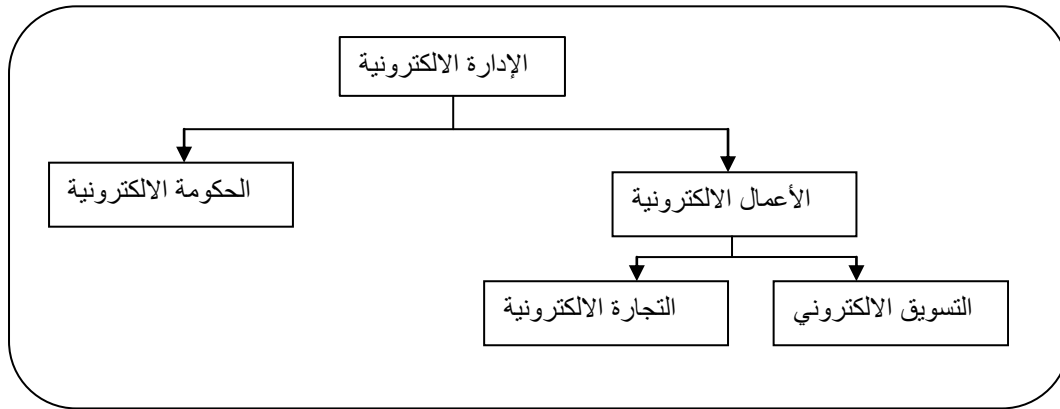 الإدارة الالكترونية
الحكومة الالكترونية
الأعمال الالكترونية
التجارة الالكترونية
التسويق الالكتروني